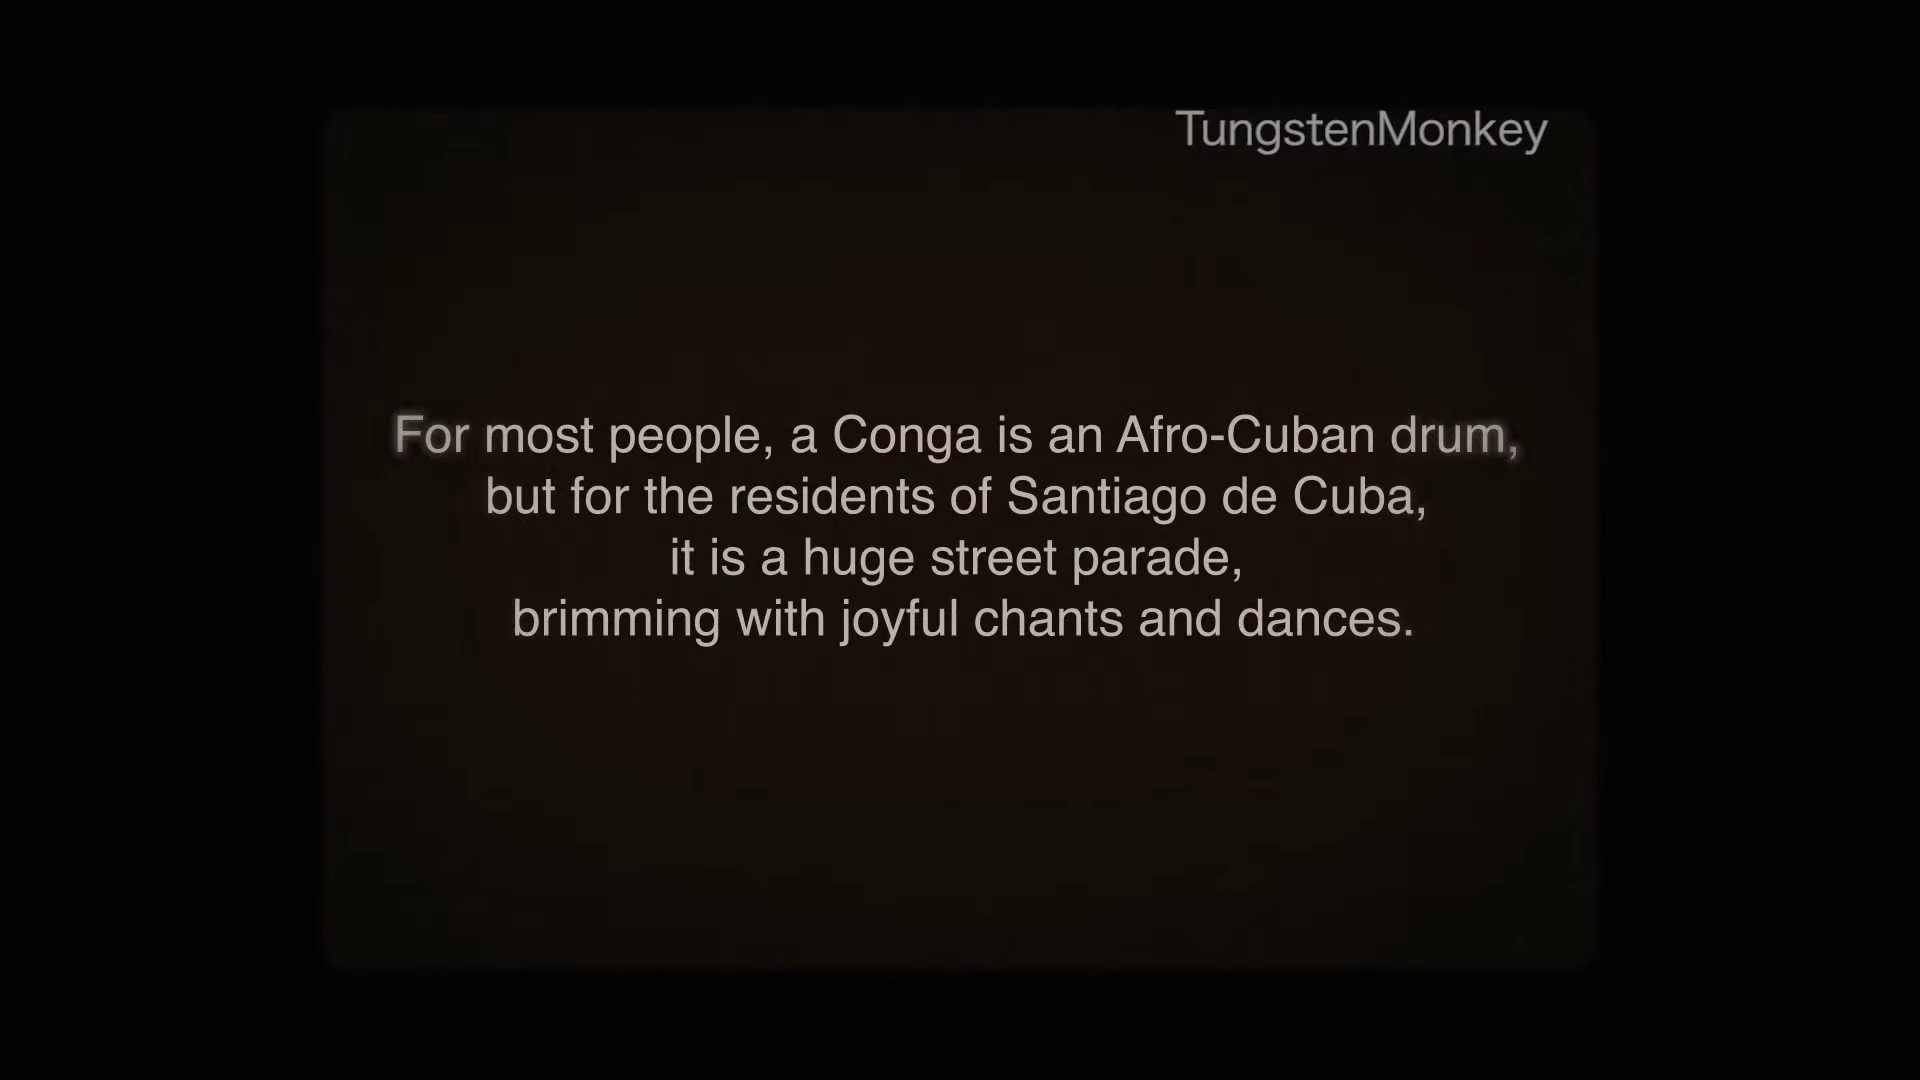 TungstenMonkey
For most people, a Conga is an Afro-Cuban drum,
but for the residents of Santiago de Cuba,
it is a huge street parade,
brimming with joyful chants and dances.